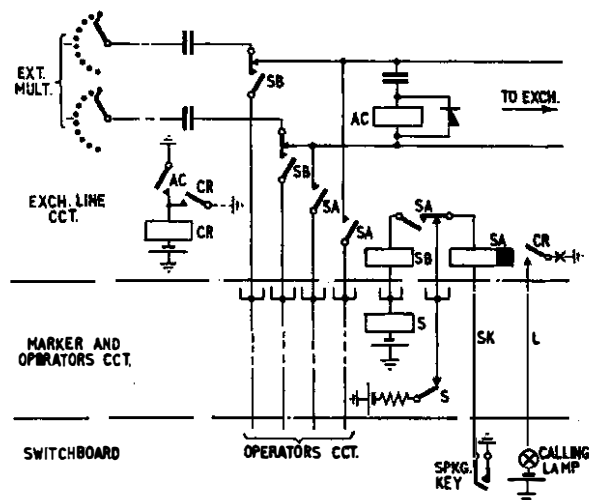 EXT.
MULT.
SB
AC
TO EXCH.
AC
CR
EXCH. LINE
CCT.
CR
SB
SA
SA
SA
SB
SA
CR
S
MARKER AND
OPERATORS CCT.
SK
L
S
SWITCHBOARD
OPERATORS CCT.
SPKG.
KEY
CALLING
LAMP